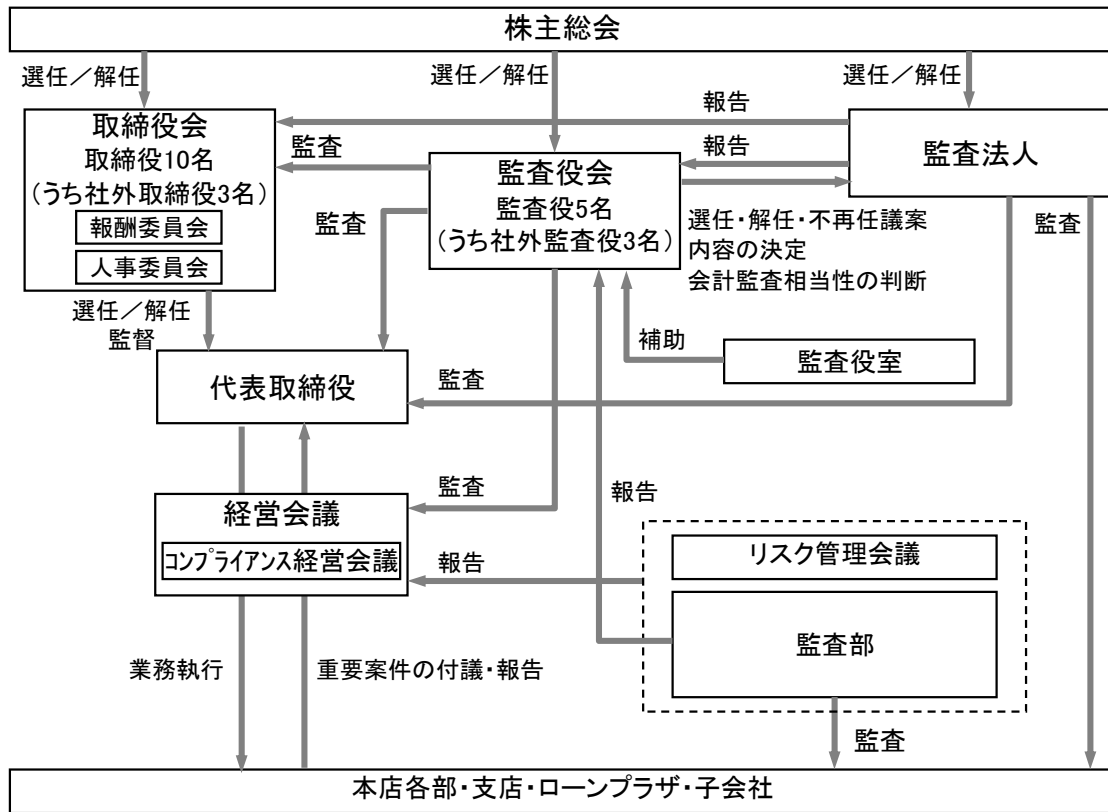 株主総会
選任／解任
選任／解任
選任／解任
取締役会
取締役10名
（うち社外取締役3名）
報酬委員会
人事委員会
監査
報告
報告
監査法人
監査役会
監査役5名
（うち社外監査役3名）
監査
選任・解任・不再任議案
内容の決定
会計監査相当性の判断
監査
選任／解任
監督
補助
監査役室
代表取締役
監査
経営会議
コンプライアンス経営会議
監査
報告
報告
リスク管理会議
監査部
業務執行
重要案件の付議・報告
監査
本店各部・支店・ローンプラザ・子会社